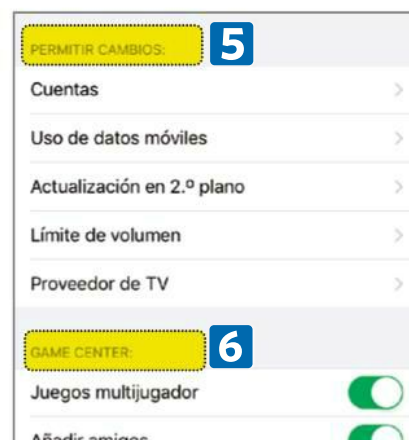 PERMITIR CAMBIOS: 5
Cuentas
Uso de datos móviles
Actualización en 2.º plano
Límite de volumen
Proveedor de TV
GAME CENTER: 6
Juegos multijugador
Añadir amigos